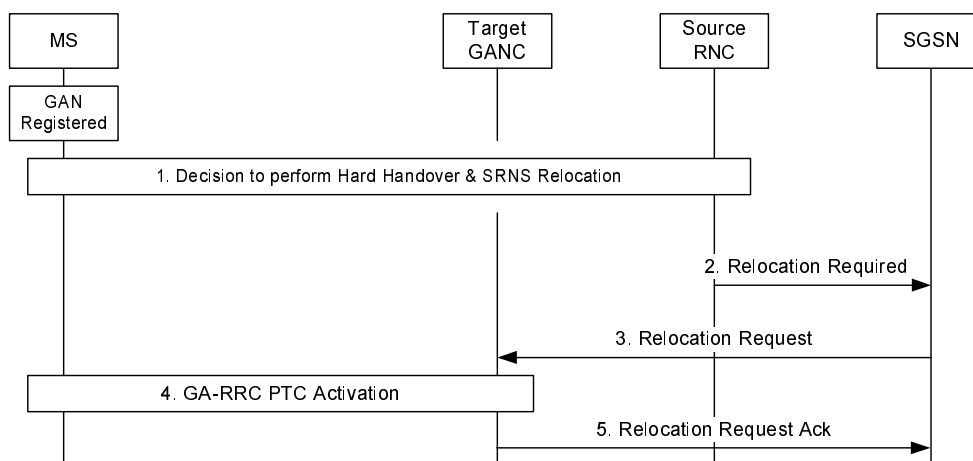 MS
Target
GANC
Source
RNC
SGSN
GAN
Registered
1. Decision to perform Hard Handover & SRNS Relocation
2. Relocation Required
3. Relocation Request
4. GA-RRC PTC Activation
5. Relocation Request Ack